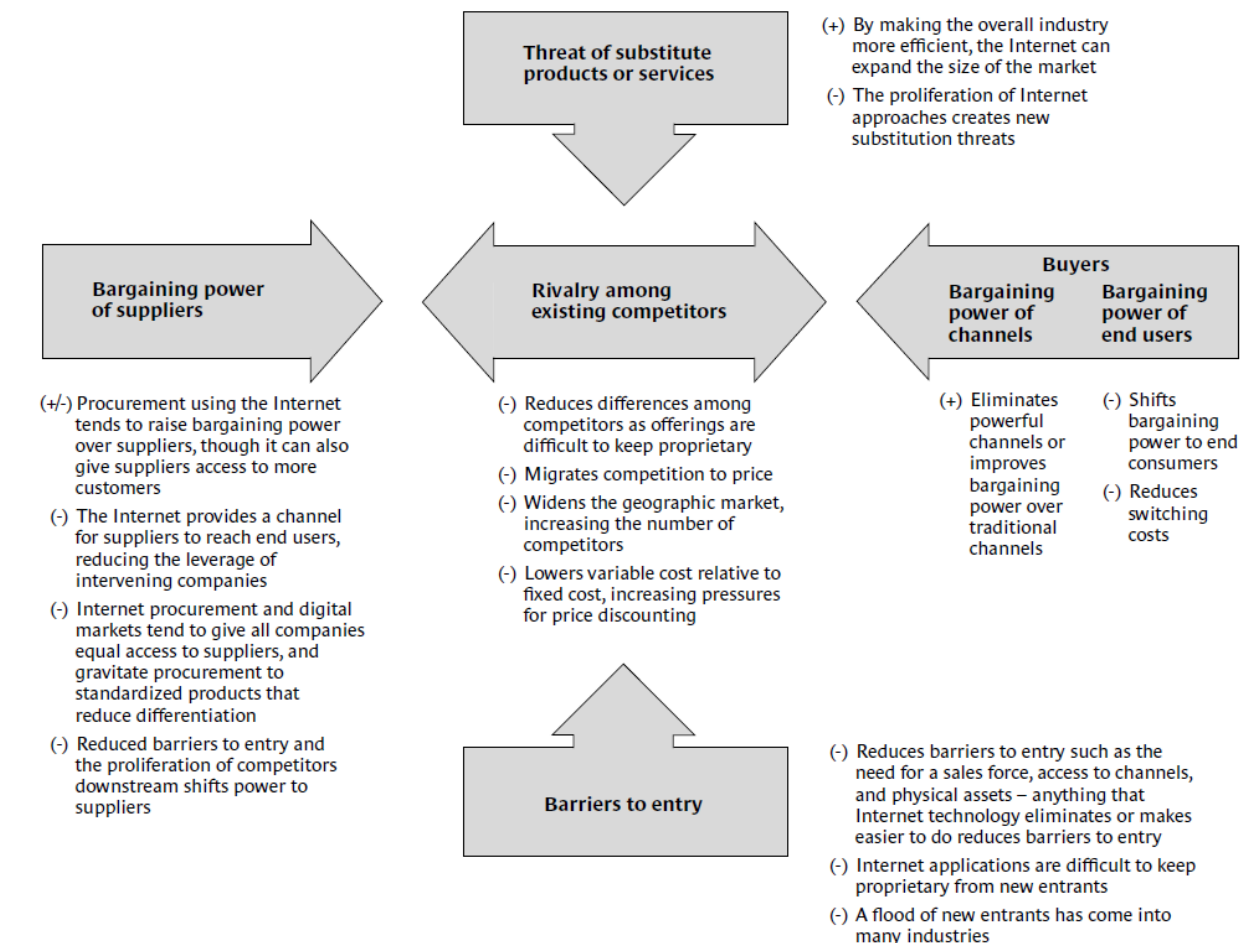 Threat of substitute
products or services
(+) By making the overall industry
more efficient, the Internet can
expand the size of the market
(-) The proliferation of Internet
approaches creates new
substitution threats
Bargaining power
of suppliers
Rivalry among
existing competitors
Buyers
Bargaining
power of
channels
Bargaining
power of
end users
(+/-) Procurement using the Internet
tends to raise bargaining power
over suppliers, though it can also
give suppliers access to more
customers
(-) The Internet provides a channel
for suppliers to reach end users,
reducing the leverage of
intervening companies
(-) Internet procurement and digital
markets tend to give all companies
equal access to suppliers, and
gravitate procurement to
standardized products that
reduce differentiation
(-) Reduced barriers to entry and
the proliferation of competitors
downstream shifts power to
suppliers
(-) Reduces differences among
competitors as offerings are
difficult to keep proprietary
(-) Migrates competition to price
(-) Widens the geographic market,
increasing the number of
competitors
(-) Lowers variable cost relative to
fixed cost, increasing pressures
for price discounting
(+) Eliminates
powerful
channels or
improves
bargaining
power over
traditional
channels
(-) Shifts
bargaining
power to end
consumers
(-) Reduces
switching
costs
Barriers to entry
(-) Reduces barriers to entry such as the
need for a sales force, access to channels,
and physical assets – anything that
Internet technology eliminates or makes
easier to do reduces barriers to entry
(-) Internet applications are difficult to keep
proprietary from new entrants
(-) A flood of new entrants has come into
many industries